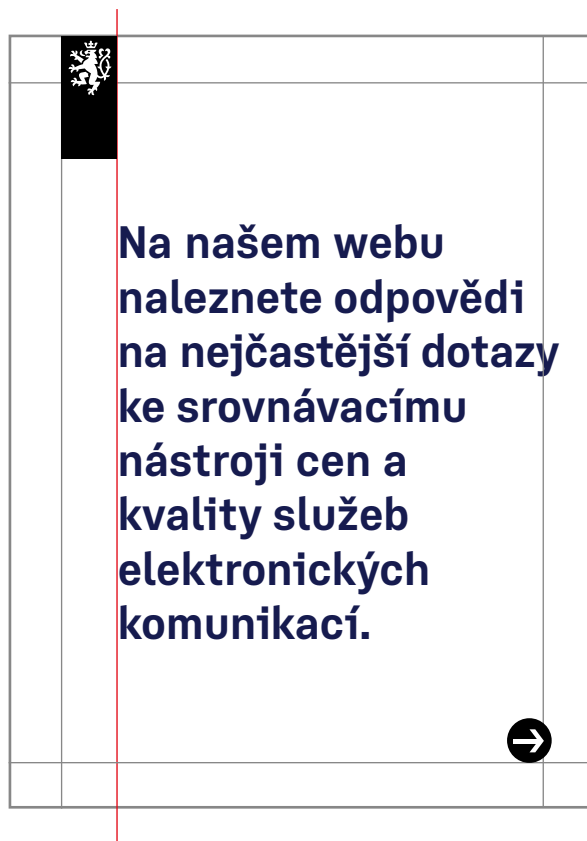 Na našem webu
naleznete odpovědi
na nejčastější dotazy
ke srovnávacímu
nástroji cen a
kvality služeb
elektronických
komunikací.